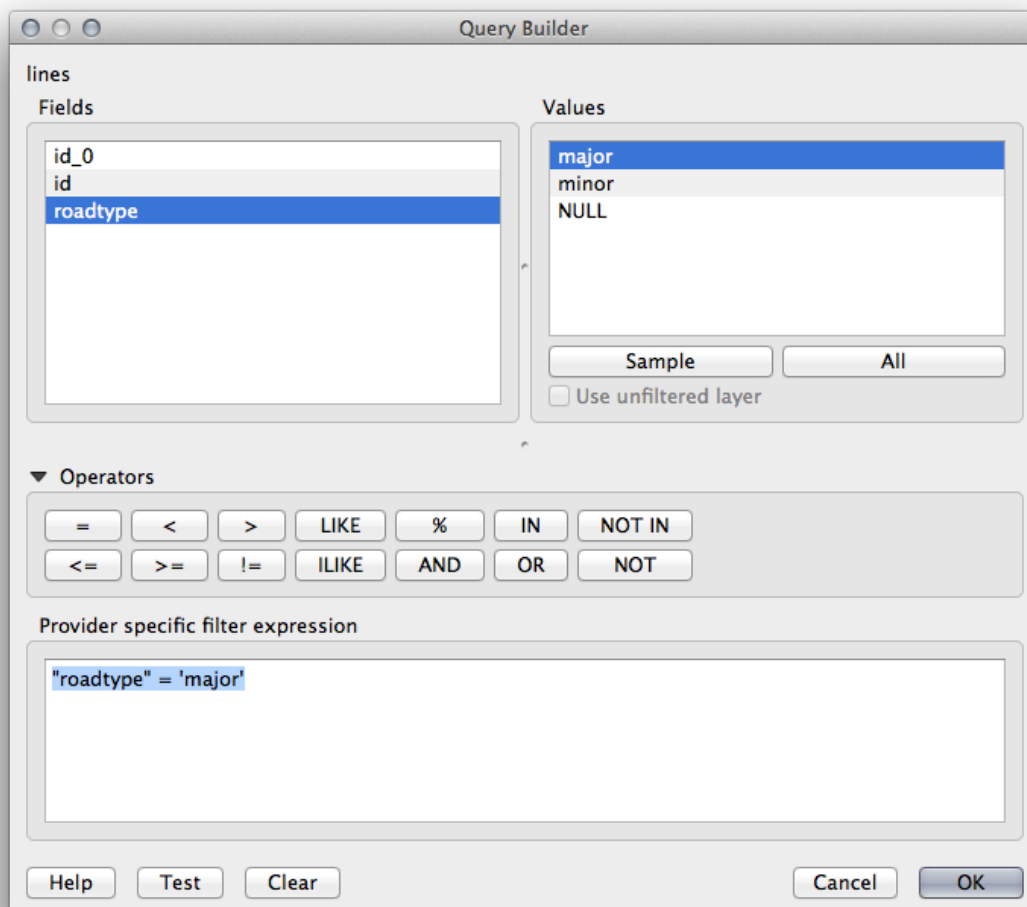 Query Builder
lines
Fields
id_0
id
roadtype
Values
major
minor
NULL
Sample All
Use unfiltered layer
Operators
= < > LIKE % IN NOT IN
<= >= != ILIKE AND OR NOT
Provider specific filter expression
"roadtype" = 'major'
Help Test Clear Cancel OK